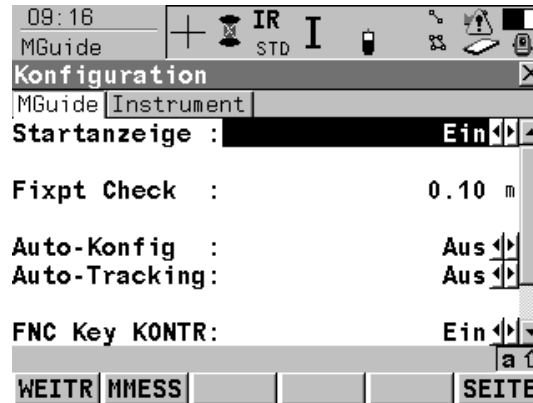 09:16
MGuide
IR
STD
I
Konfiguration
MGuide Instrument
Startanzeige : Ein
Fixpt Check : 0.10 m
Auto-Konfig : Aus
Auto-Tracking: Aus
FNC Key KONTR: Ein
a
WEITR MMESS SEITE